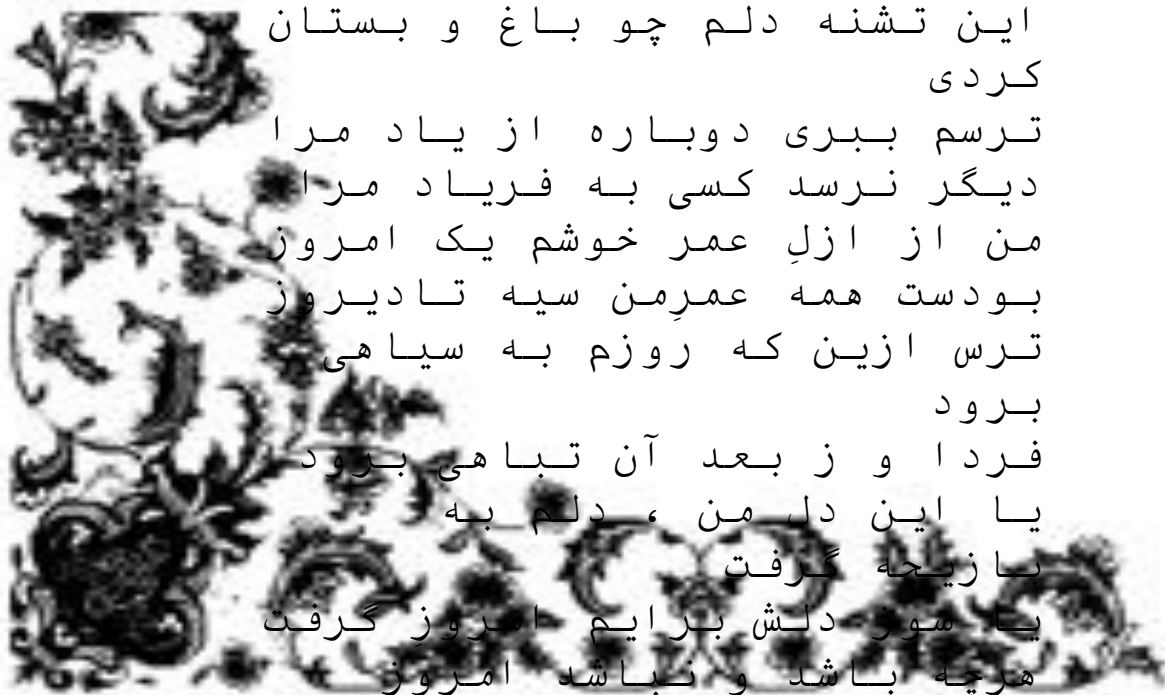 این تشنه دلم چو باغ و بستان
کردی
ترسم ببری دوباره از یاد مرا
دیگر نرسد کسی به فریاد مرا
من از ازلِ عمر خوشم یک امروز
بودست همه عمرِمن سیه تادیروز
ترس ازین که روزم به سیاهی
برود
فردا و ز بعد آن تباهی برود
یا این دل من ، دلم به
بازیچه گرفت
یا سوز دلش برایم امروزِ گرفت
هرچه باشد و نباشد امروز